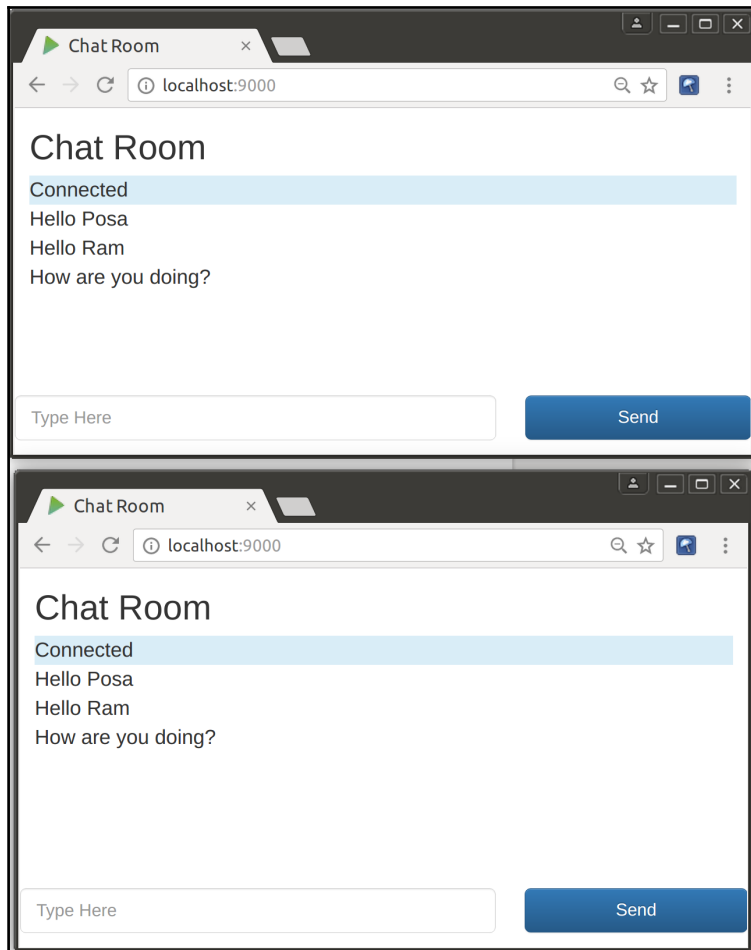 Chat Room
localhost:9000
Chat Room
Connected
Hello Posa
Hello Ram
How are you doing?
Type Here
Send
Chat Room
localhost:9000
Chat Room
Connected
Hello Posa
Hello Ram
How are you doing?
Type Here
Send